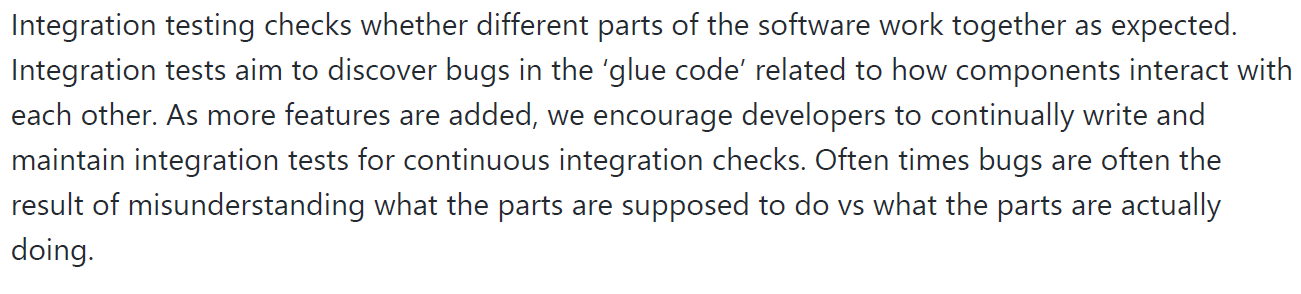 Integration testing checks whether different parts of the software work together as expected.
Integration tests aim to discover bugs in the ‘glue code’ related to how components interact with
each other. As more features are added, we encourage developers to continually write and
maintain integration tests for continuous integration checks. Often times bugs are often the
result of misunderstanding what the parts are supposed to do vs what the parts are actually
doing.